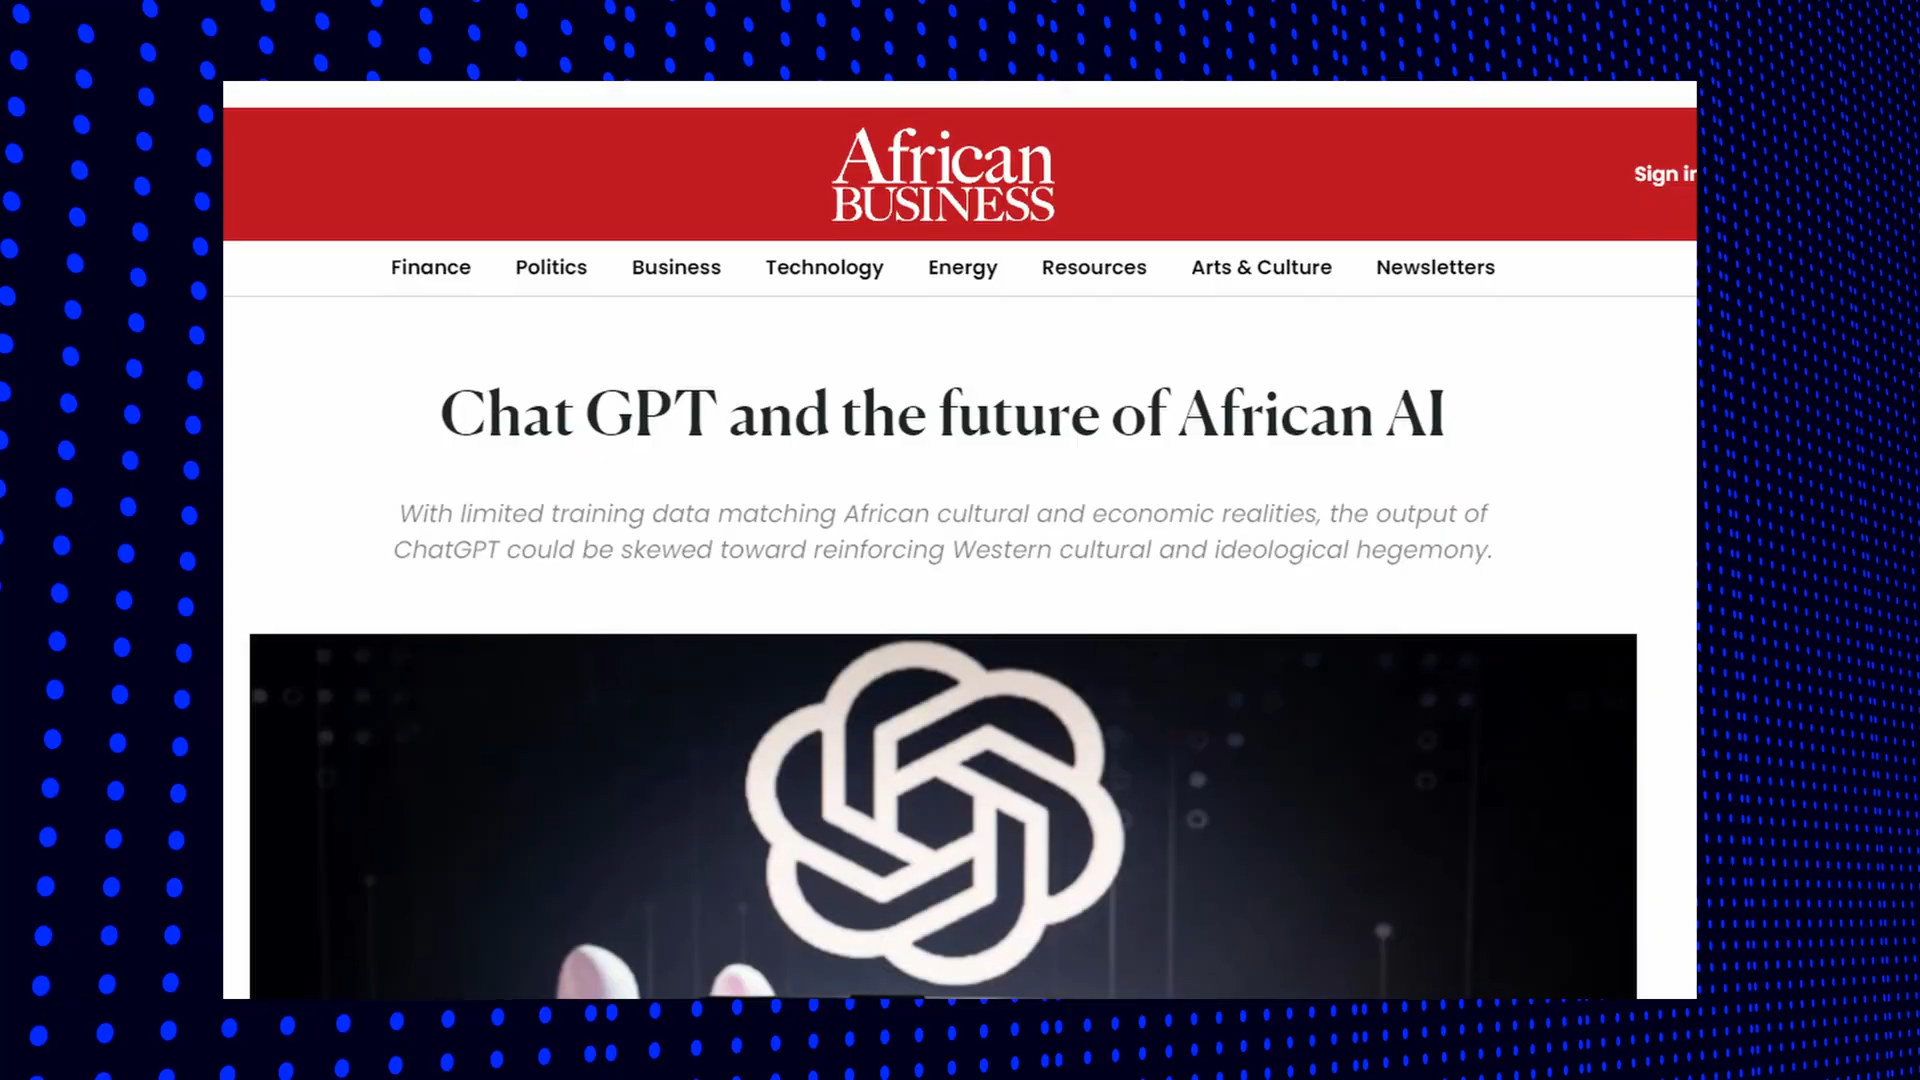 African
BUSINESS
Sign in
Finance Politics Business Technology Energy Resources Arts & Culture Newsletters
Chat GPT and the future of African AI
With limited training data matching African cultural and economic realities, the output of
ChatGPT could be skewed toward reinforcing Western cultural and ideological hegemony.